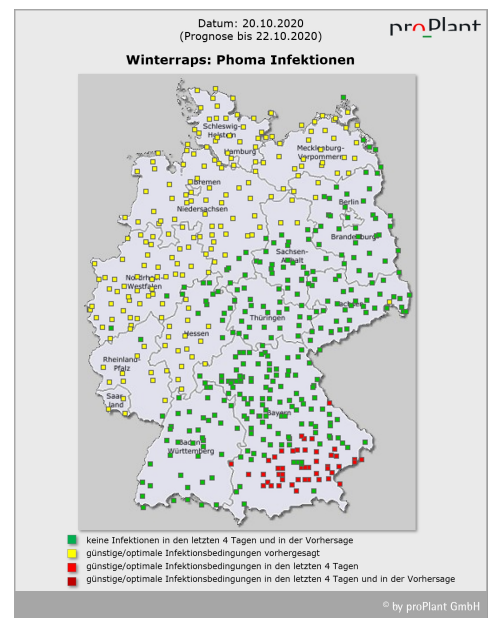 Datum: 20.10.2020
(Prognose bis 22.10.2020)
proPlant
Winterraps: Phoma Infektionen
Schleswig-
Holstein
Hamburg
Mecklenburg-
Vorpommern
Bremen
Niedersachsen
Berlin
Brandenburg
Sachsen-
Anhalt
Nordrhein-
Westfalen
Sachsen
Thüringen
Hessen
Rheinland-
Pfalz
Saar-
land
Bayern
Baden-
Württemberg
keine Infektionen in den letzten 4 Tagen und in der Vorhersage
günstige/optimale Infektionsbedingungen vorhergesagt
günstige/optimale Infektionsbedingungen in den letzten 4 Tagen
günstige/optimale Infektionsbedingungen in den letzten 4 Tagen und in der Vorhersage
© by proPlant GmbH